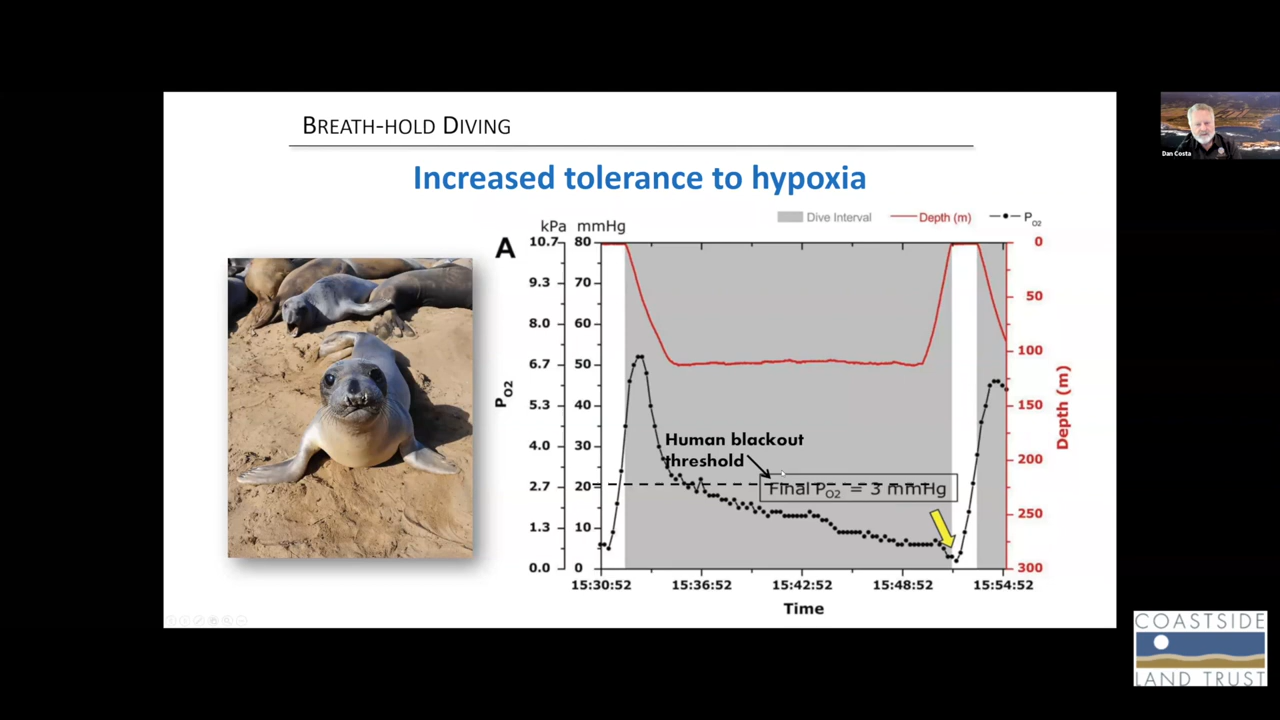 BREATH-HOLD DIVING
Increased tolerance to hypoxia
Dive Interval
Depth (m)
PO2
kPa mmHg
A
10.7 80 0
9.3 70
50
8.0 60
100
6.7 50
5.3 40
150
4.0 30
200
2.7 20
250
1.3 10
0.0 0 300
PO2
Depth (m)
Human blackout
threshold
Final PO2 = 3 mmHg
15:30:52 15:36:52 15:42:52 15:48:52 15:54:52
Time
Dan Costa
COASTSIDE
LAND TRUST